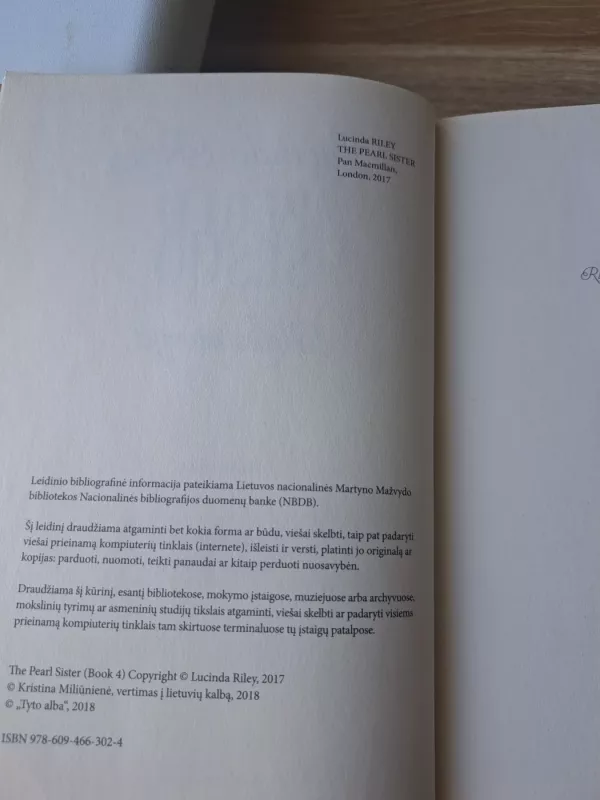 Lucinda RILEY
THE PEARL SISTER
Pan Macmillan,
London, 2017
Leidinio bibliografinė informacija pateikiama Lietuvos nacionalinės Martyno Mažvydo
bibliotekos Nacionalinės bibliografijos duomenų banke (NBDB).
Šį leidinį draudžiama atgaminti bet kokia forma ar būdu, viešai skelbti, taip pat padaryti
viešai prieinamą kompiuterių tinklais (internete), išleisti ir versti, platinti jo originalą ar
kopijas: parduoti, nuomoti, teikti panaudai ar kitaip perduoti nuosavybėn.
Draudžiama šį kūrinį, esantį bibliotekose, mokymo įstaigose, muziejuose arba archyvuose,
mokslinių tyrimų ar asmeninių studijų tikslais atgaminti, viešai skelbti ar padaryti visiems
prieinamą kompiuterių tinklais tam skirtuose terminaluose tų įstaigų patalpose.
The Pearl Sister (Book 4) Copyright © Lucinda Riley, 2017
© Kristina Miliūnienė, vertimas į lietuvių kalbą, 2018
© „Tyto alba“, 2018
ISBN 978-609-466-302-4